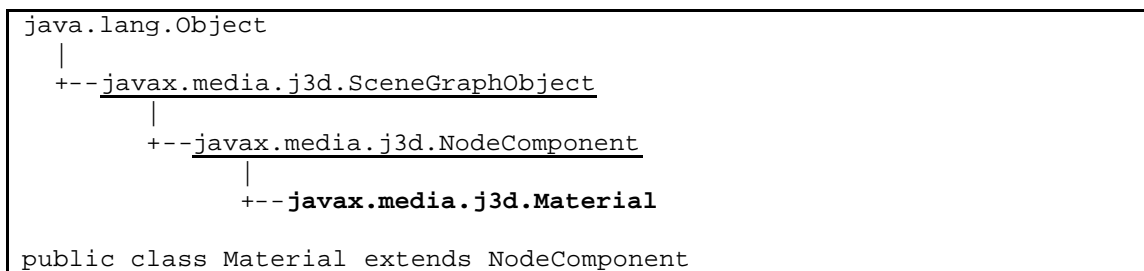 java.lang.Object
|
+--javax.media.j3d.SceneGraphObject
|
+--javax.media.j3d.NodeComponent
|
+--javax.media.j3d.Material
public class Material extends NodeComponent